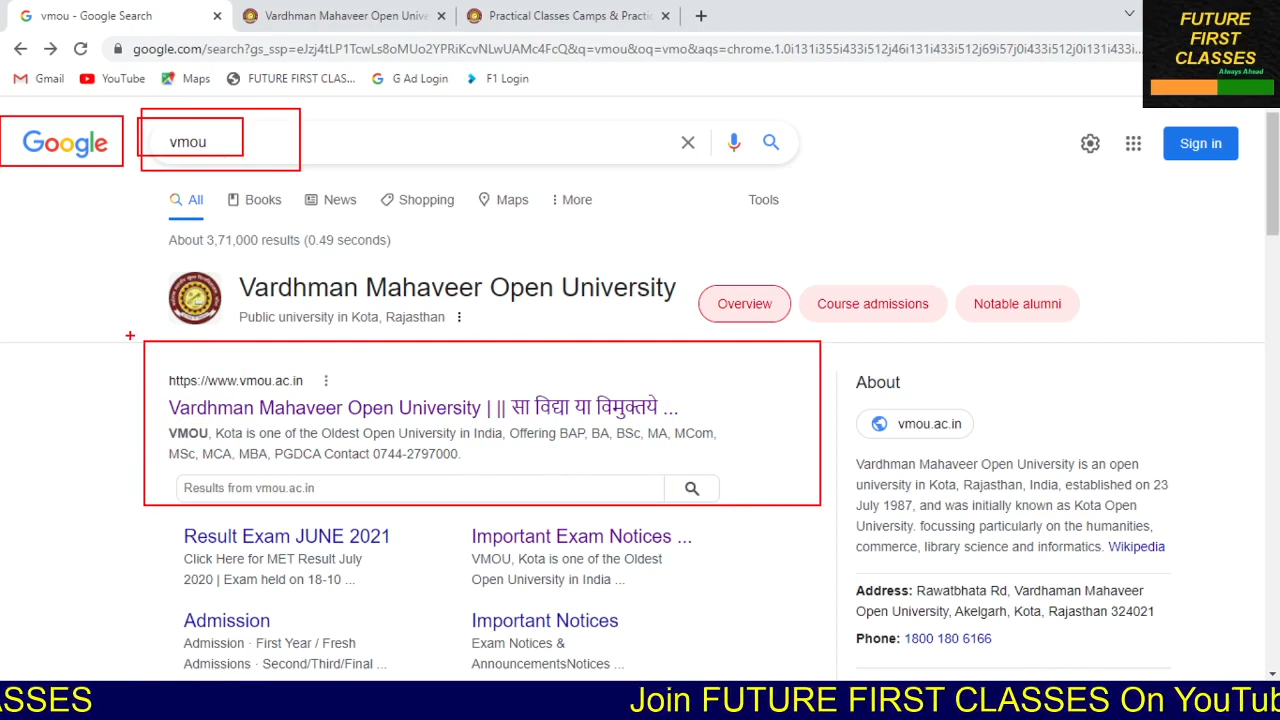 vmou - Google Search
Vardhman Mahaveer Open Unive
Practical Classes Camps & Practic
google.com/search?gs_ssp=eJzj4tLP1TcwLs8oMUo2YPRiKcvNLwUAMc4FcQ&q=vmou&oq=vmo&aqs=chrome.1.0i131i355i433i512j46i131i433i512j69i57j0i433i512j0i131i433i...
Gmail
YouTube
Maps
FUTURE FIRST CLAS...
G Ad Login
F1 Login
FUTURE
FIRST
CLASSES
Always Ahead
Google
vmou
Sign in
All
Books
News
Shopping
Maps
More
Tools
About 3,71,000 results (0.49 seconds)
Vardhman Mahaveer Open University
Public university in Kota, Rajasthan
Overview
Course admissions
Notable alumni
https://www.vmou.ac.in
Vardhman Mahaveer Open University | || सा विद्या या विमुक्तये ...
VMOU, Kota is one of the Oldest Open University in India, Offering BAP, BA, BSc, MA, MCom,
MSc, MCA, MBA, PGDCA Contact 0744-2797000.
Results from vmou.ac.in
Result Exam JUNE 2021
Click Here for MET Result July
2020 | Exam held on 18-10 ...
Important Exam Notices ...
VMOU, Kota is one of the Oldest
Open University in India ...
Admission
Admission · First Year / Fresh
Admissions · Second/Third/Final ...
Important Notices
Exam Notices &
AnnouncementsNotices ...
About
vmou.ac.in
Vardhman Mahaveer Open University is an open
university in Kota, Rajasthan, India, established on 23
July 1987, and was initially known as Kota Open
University. focussing particularly on the humanities,
commerce, library science and informatics. Wikipedia
Address: Rawatbhata Rd, Vardhaman Mahaveer
Open University, Akelgarh, Kota, Rajasthan 324021
Phone: 1800 180 6166
ASSES
Join FUTURE FIRST CLASSES On YouTub